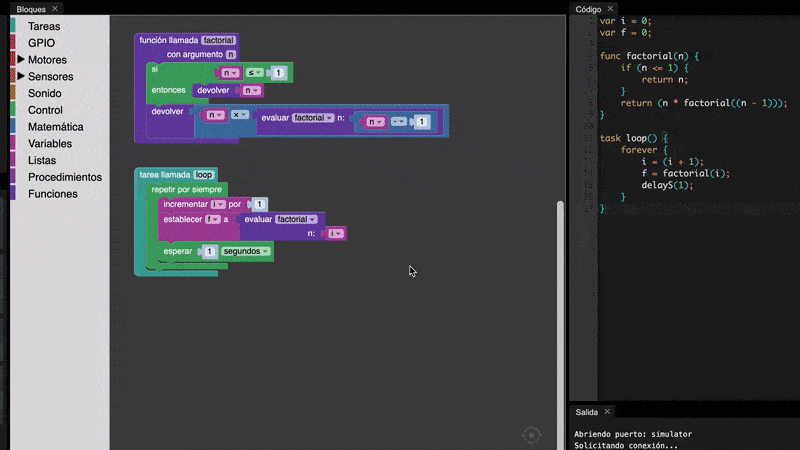 Bloques
Tareas
GPIO
Motores
Sensores
Sonido
Control
Matemática
Variables
Listas
Procedimientos
Funciones
función llamada factorial
con argumento n
si n ≤ 1
entonces devolver n
devolver n × evaluar factorial n: n - 1
tarea llamada loop
repetir por siempre
incrementar i por 1
establecer f a evaluar factorial
n: i
esperar 1 segundos
Código
var i = 0;
var f = 0;
func factorial(n) {
if (n <= 1) {
return n;
}
return (n * factorial((n - 1)));
}
task loop() {
forever {
i = (i + 1);
f = factorial(i);
delayS(1);
}
}
Salida
Abriendo puerto: simulator
Solicitando conexión...